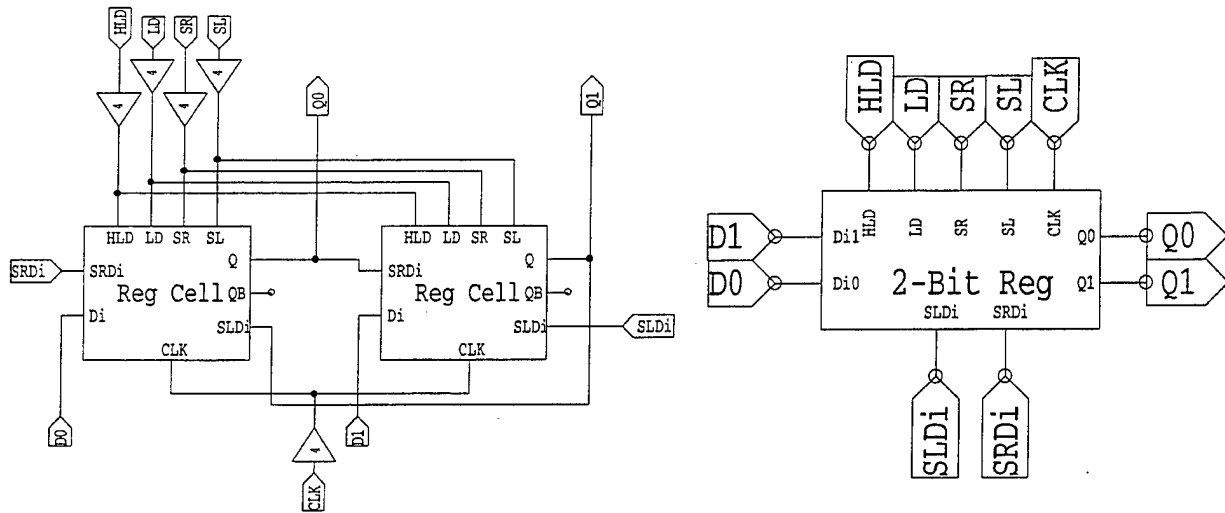 HLD LD SR SL
4 4
4 4
Q0 Q1
HLD LD SR SL HLD LD SR SL
SRDi SRDi Q SRDi Q
Reg Cell QB Reg Cell QB
Di SLDi Di SLDi SLDi
CLK CLK
D0 D1
4
CLK
HLD LD SR SL CLK
HLD LD SR SL CLK
D1 Di1 Q0 Q0
D0 Di0 2-Bit Reg Q1 Q1
SLDi SRDi
SLDi SRDi